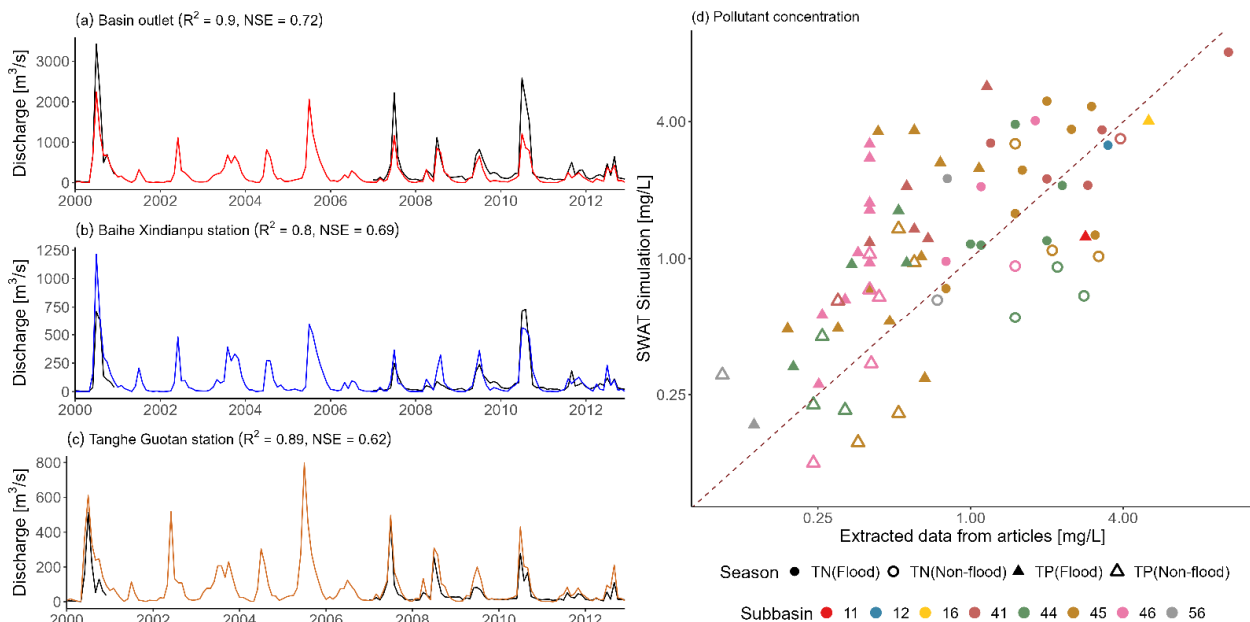 (a) Basin outlet (R² = 0.9, NSE = 0.72)
Discharge [m³/s]
3000
2000
1000
0
2000 2002 2004 2006 2008 2010 2012
(b) Baihe Xindianpu station (R² = 0.8, NSE = 0.69)
Discharge [m³/s]
1250
1000
750
500
250
0
2000 2002 2004 2006 2008 2010 2012
(c) Tanghe Guotan station (R² = 0.89, NSE = 0.62)
Discharge [m³/s]
800
600
400
200
0
2000 2002 2004 2006 2008 2010 2012
(d) Pollutant concentration
SWAT Simulation [mg/L]
4.00
1.00
0.25
0.25 1.00 4.00
Extracted data from articles [mg/L]
Season TN(Flood) TN(Non-flood) TP(Flood) TP(Non-flood)
Subbasin 11 12 16 41 44 45 46 56